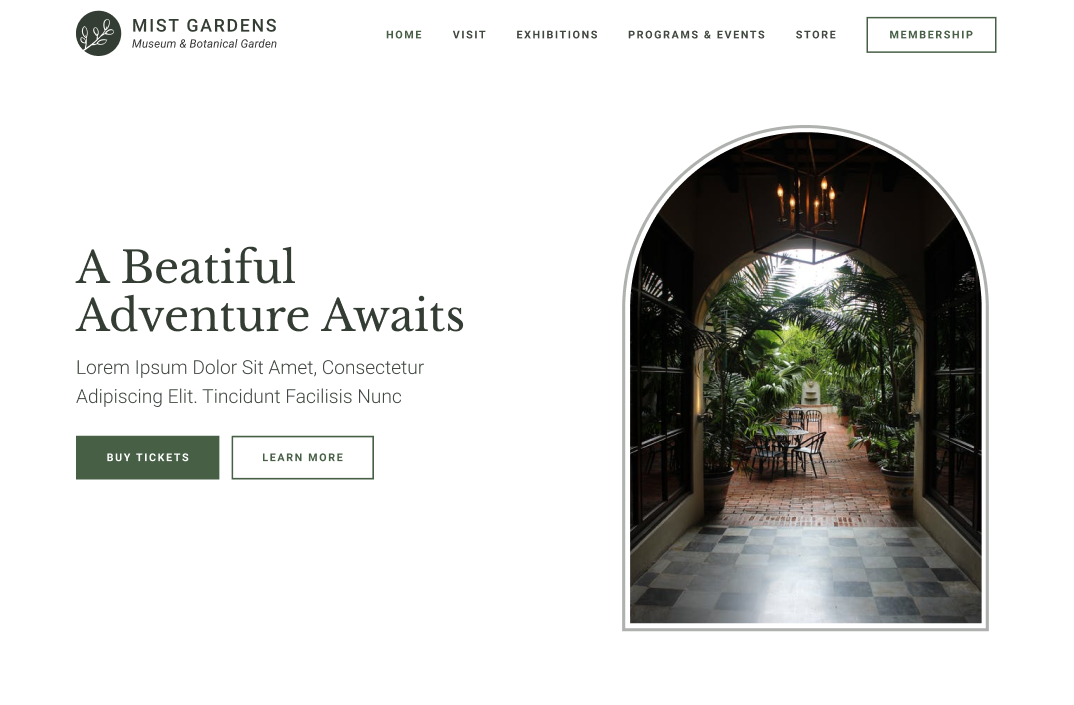 MIST GARDENS
Museum & Botanical Garden
HOME VISIT EXHIBITIONS PROGRAMS & EVENTS STORE MEMBERSHIP
A Beatiful
Adventure Awaits
Lorem Ipsum Dolor Sit Amet, Consectetur
Adipiscing Elit. Tincidunt Facilisis Nunc
BUY TICKETS LEARN MORE